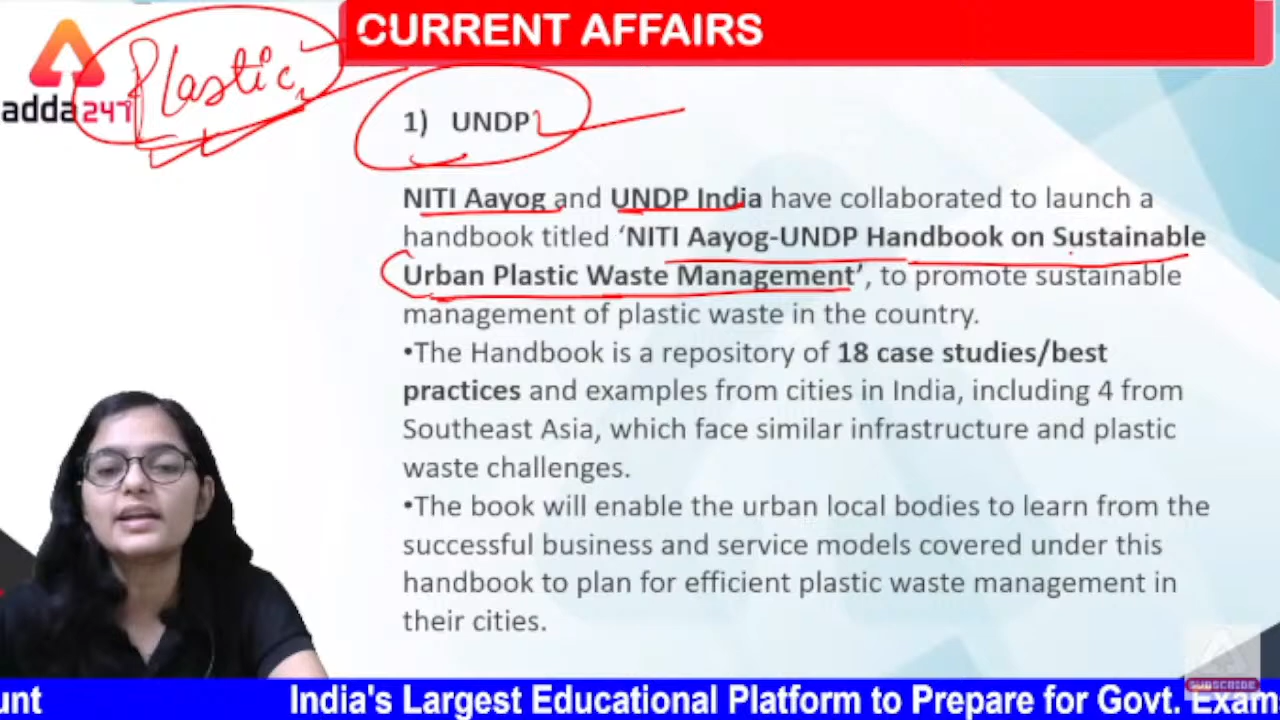 CURRENT AFFAIRS
Plastic
adda247
1) UNDP
NITI Aayog and UNDP India have collaborated to launch a
handbook titled ‘NITI Aayog-UNDP Handbook on Sustainable
Urban Plastic Waste Management’, to promote sustainable
management of plastic waste in the country.
•The Handbook is a repository of 18 case studies/best
practices and examples from cities in India, including 4 from
Southeast Asia, which face similar infrastructure and plastic
waste challenges.
•The book will enable the urban local bodies to learn from the
successful business and service models covered under this
handbook to plan for efficient plastic waste management in
their cities.
SUBSCRIBE
unt India's Largest Educational Platform to Prepare for Govt. Exam